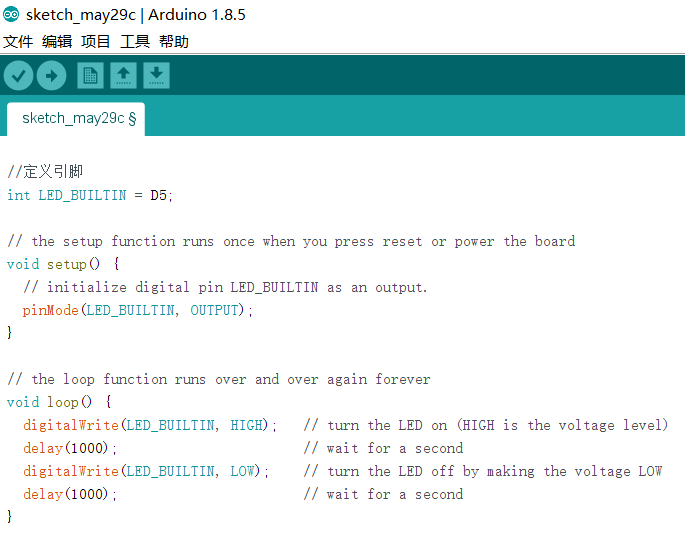 sketch_may29c | Arduino 1.8.5
文件 编辑 项目 工具 帮助
sketch_may29c §
//定义引脚
int LED_BUILTIN = D5;
// the setup function runs once when you press reset or power the board
void setup() {
  // initialize digital pin LED_BUILTIN as an output.
  pinMode(LED_BUILTIN, OUTPUT);
}
// the loop function runs over and over again forever
void loop() {
  digitalWrite(LED_BUILTIN, HIGH);   // turn the LED on (HIGH is the voltage level)
  delay(1000);                       // wait for a second
  digitalWrite(LED_BUILTIN, LOW);    // turn the LED off by making the voltage LOW
  delay(1000);                       // wait for a second
}